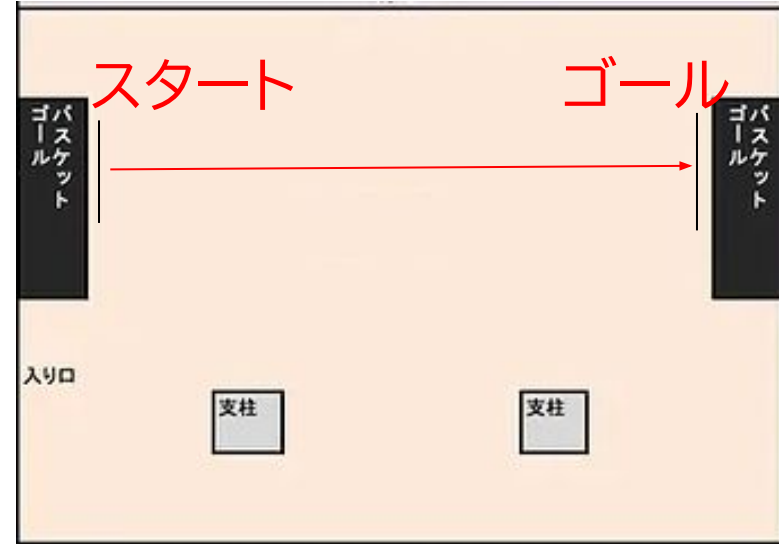 スタート
ゴール
バスケット
ゴール
バスケット
ゴール
入り口
支柱
支柱